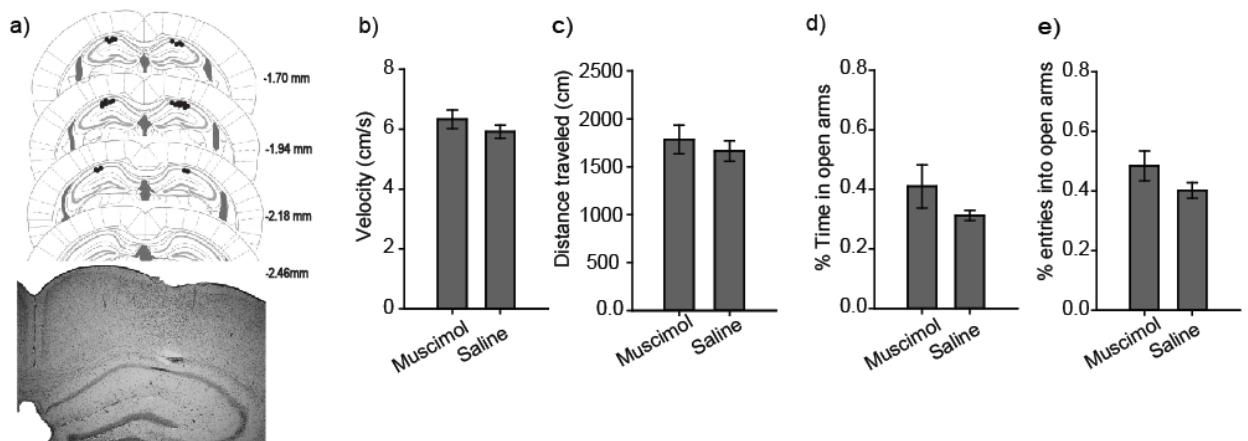 a)
-1.70 mm
-1.94 mm
-2.18 mm
-2.46mm
b)
Velocity (cm/s)
8
6
4
2
0
Muscimol
Saline
c)
Distance traveled (cm)
2500
2000
1500
1000
500
0
Muscimol
Saline
d)
% Time in open arms
0.8
0.6
0.4
0.2
0.0
Muscimol
Saline
e)
% entries into open arms
0.8
0.6
0.4
0.2
0.0
Muscimol
Saline